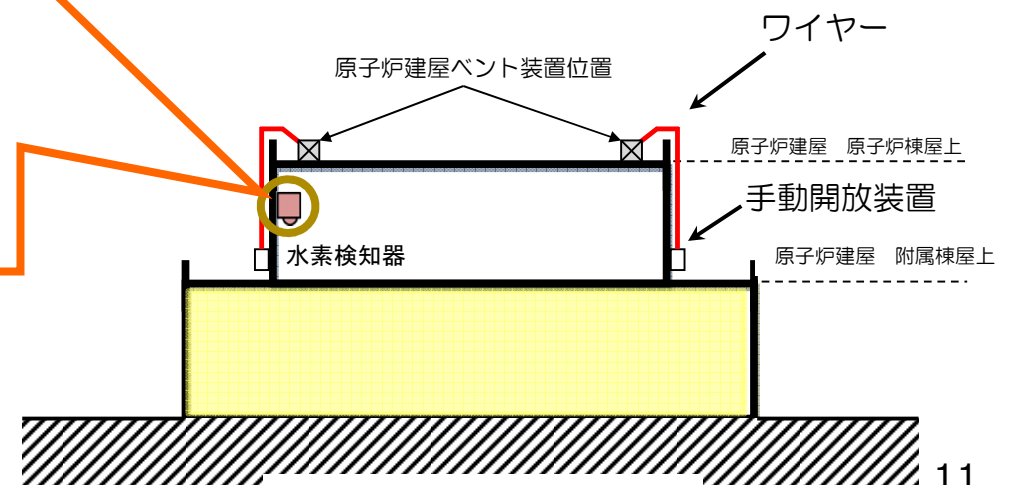 ワイヤー
原子炉建屋ベント装置位置
原子炉建屋　原子炉棟屋上
手動開放装置
水素検知器
原子炉建屋　附属棟屋上
11